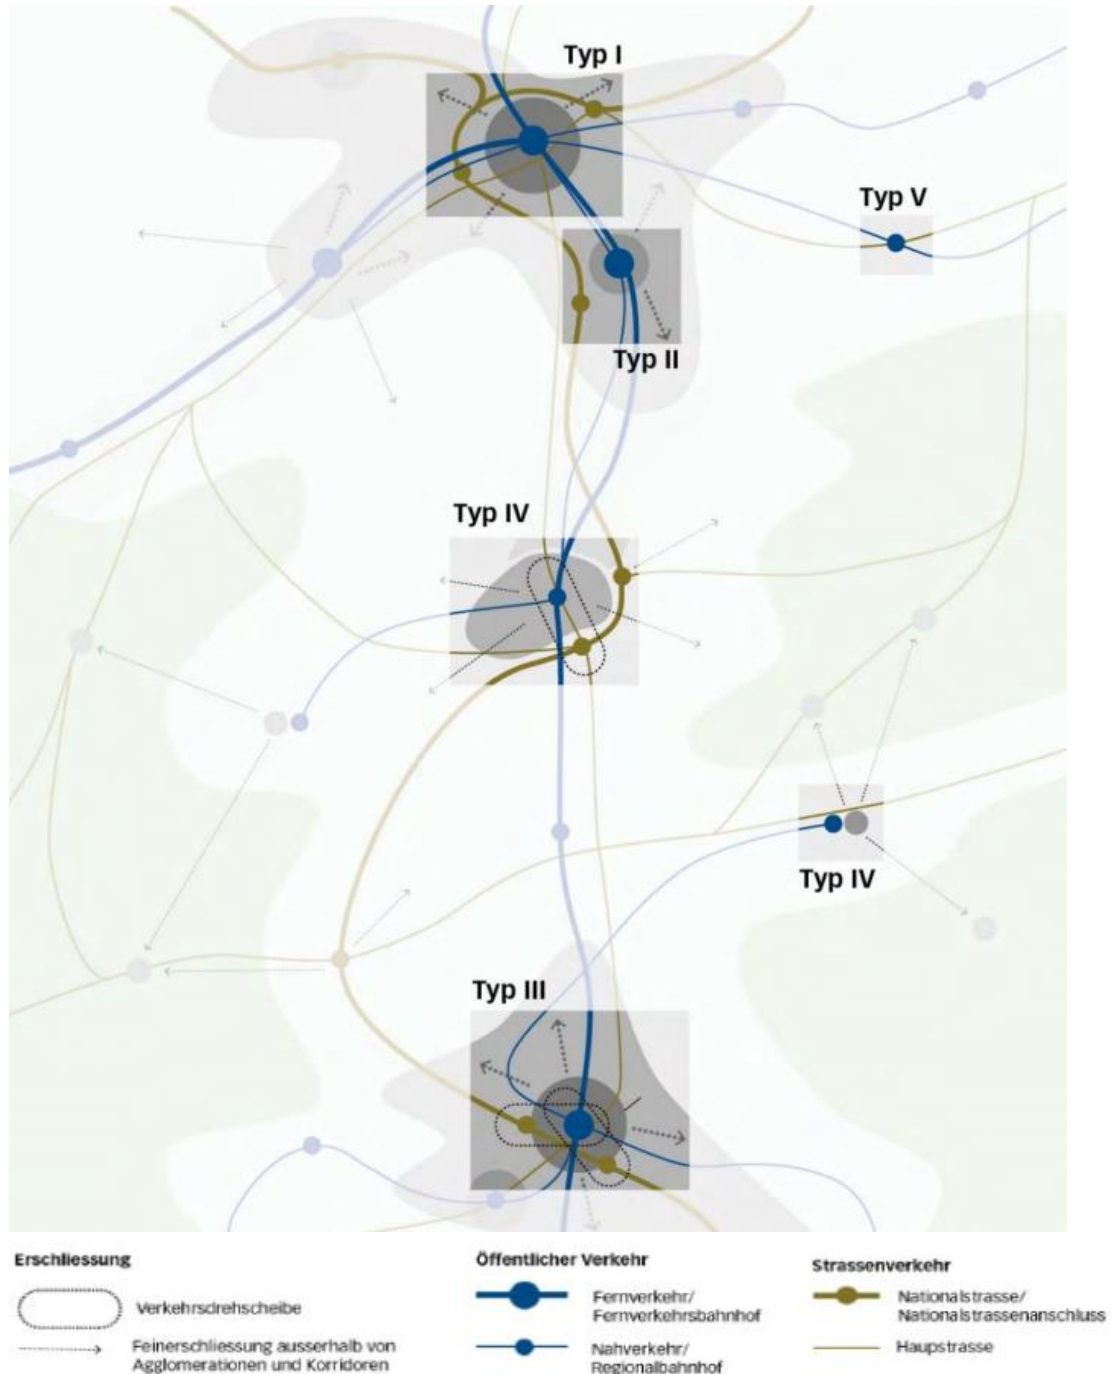 Typ I
Typ V
Typ II
Typ IV
Typ IV
Typ III
Erschliessung
Verkehrsdrehscheibe
Feinerschliessung ausserhalb von
Agglomerationen und Korridoren
Öffentlicher Verkehr
Fernverkehr/
Fernverkehrsbahnhof
Nahverkehr/
Regionalbahnhof
Strassenverkehr
Nationalstrasse/
Nationalstrassenanschluss
Haupstrasse